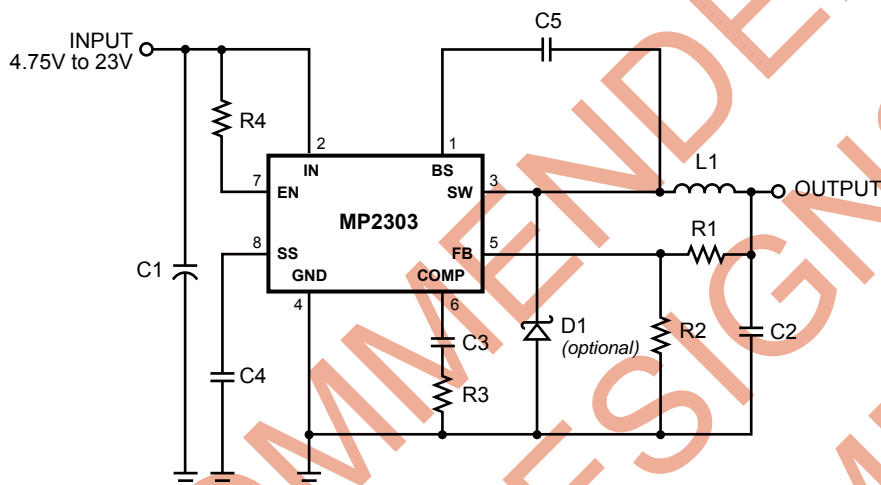 INPUT
4.75V to 23V
C5
R4
2
1
IN
BS
L1
7
EN
SW
3
OUTPUT
MP2303
R1
8
SS
FB
5
C1
GND
COMP
4
6
C3
D1
(optional)
R2
C2
C4
R3